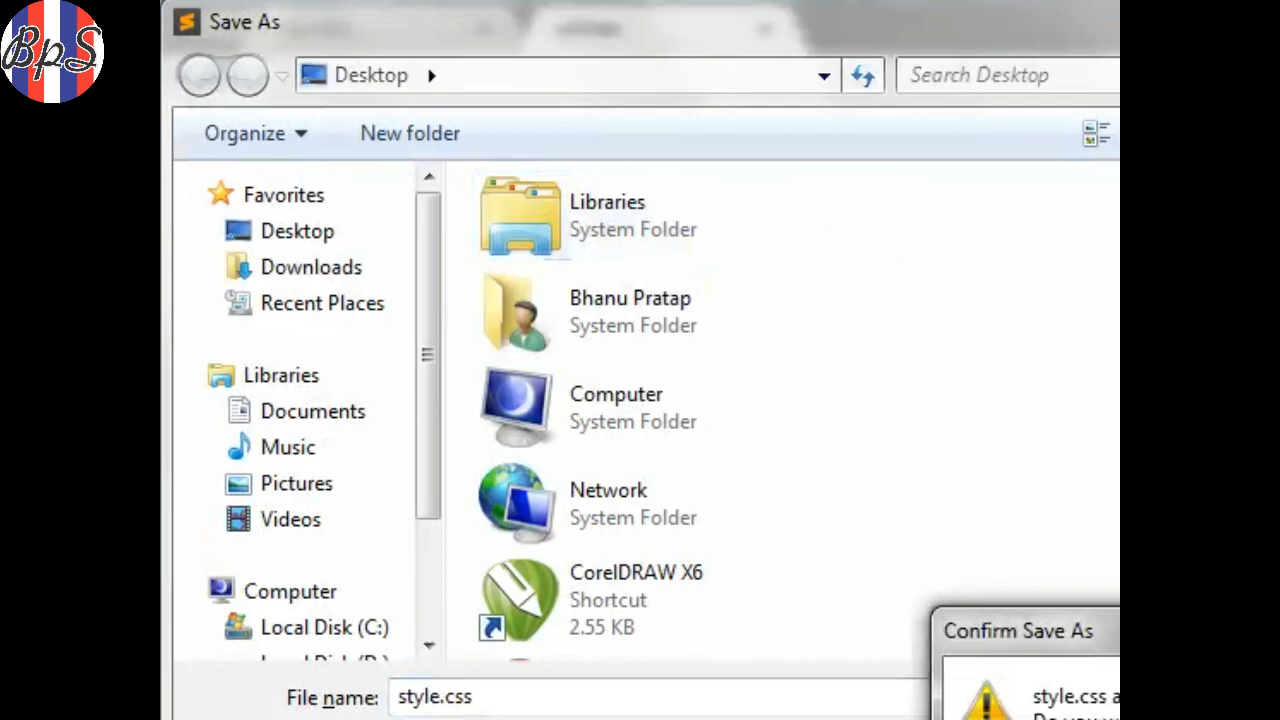 BpS
Save As
Desktop
Search Desktop
Organize
New folder
Favorites
Desktop
Downloads
Recent Places
Libraries
Documents
Music
Pictures
Videos
Computer
Local Disk (C:)
Libraries
System Folder
Bhanu Pratap
System Folder
Computer
System Folder
Network
System Folder
CorelDRAW X6
Shortcut
2.55 KB
File name:
style.css
Confirm Save As
style.css a